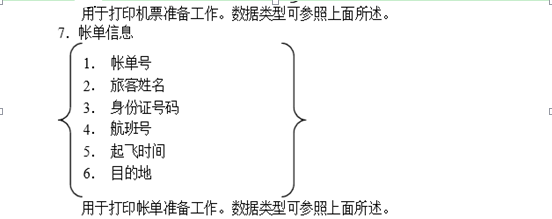 用于打印机票准备工作。数据类型可参照上面所述。
7．帐单信息
1． 帐单号
2． 旅客姓名
3． 身份证号码
4． 航班号
5． 起飞时间
6． 目的地
用于打印帐单准备工作。数据类型可参照上面所述。